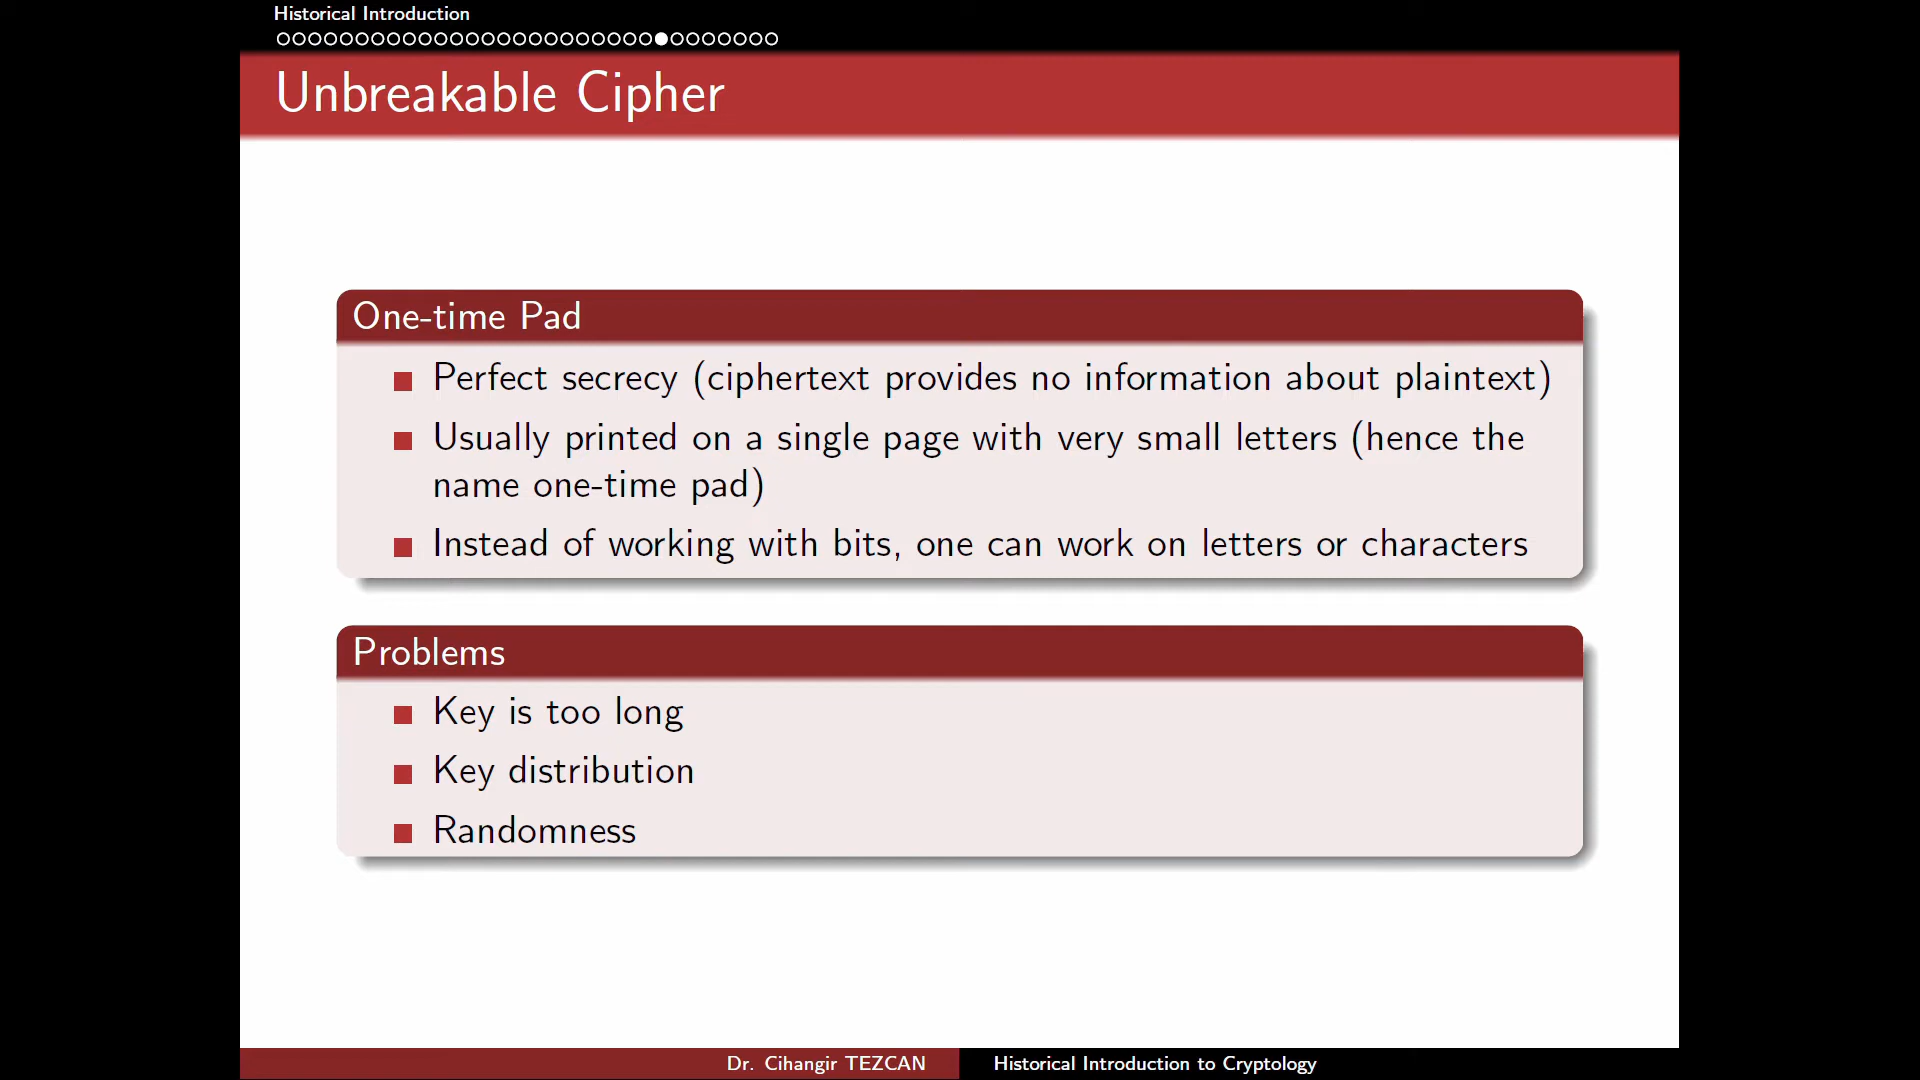 Historical Introduction
Unbreakable Cipher
One-time Pad
Perfect secrecy (ciphertext provides no information about plaintext)
Usually printed on a single page with very small letters (hence the
name one-time pad)
Instead of working with bits, one can work on letters or characters
Problems
Key is too long
Key distribution
Randomness
Dr. Cihangir TEZCAN
Historical Introduction to Cryptology